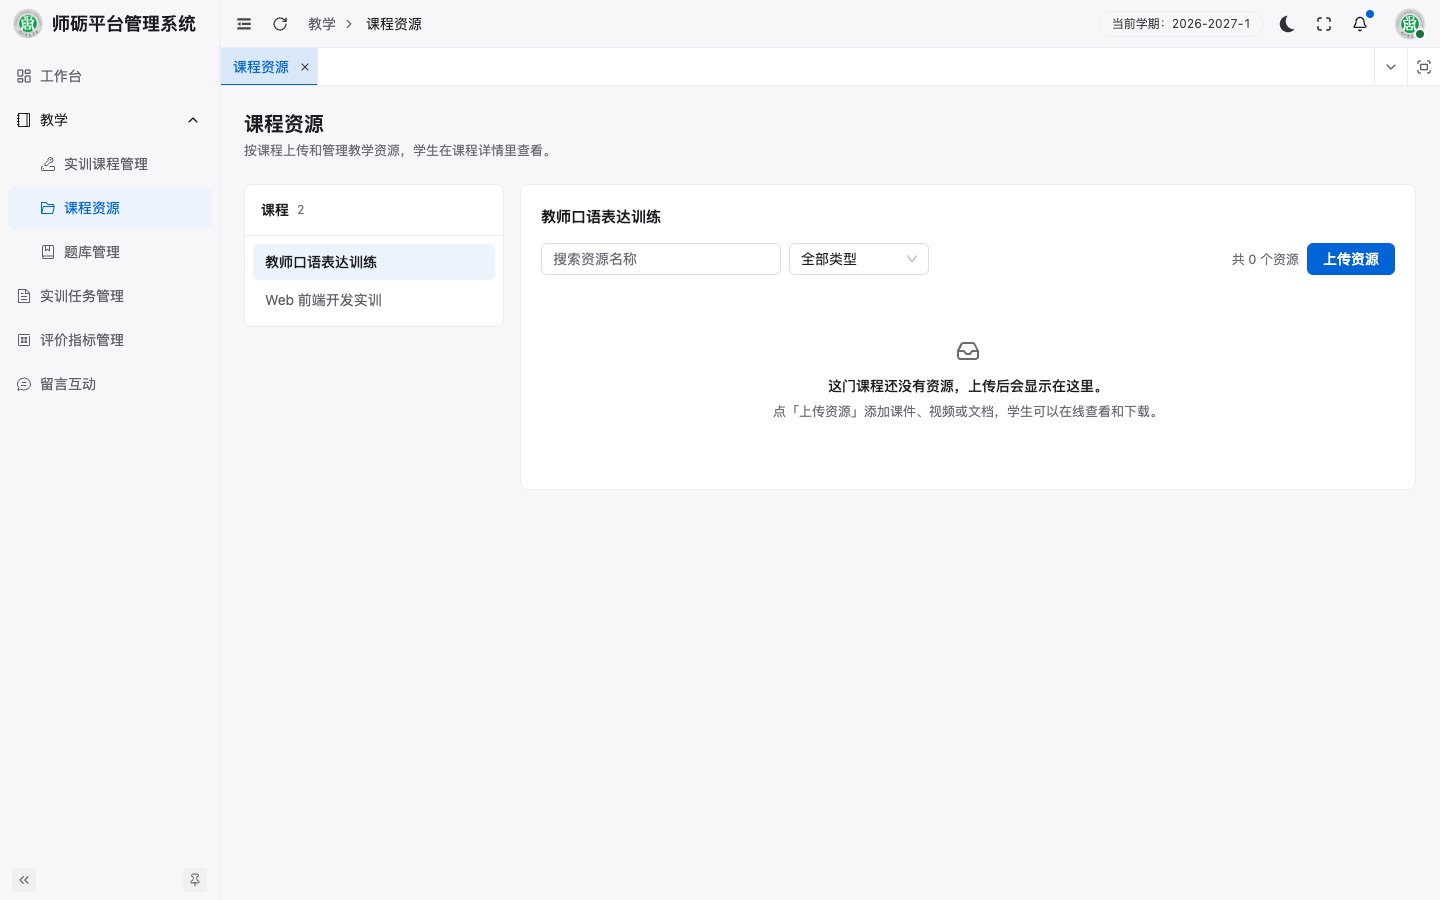 师砺平台管理系统
教学
课程资源
当前学期：2026-2027-1
工作台
教学
实训课程管理
课程资源
题库管理
实训任务管理
评价指标管理
留言互动
课程资源
课程资源
按课程上传和管理教学资源，学生在课程详情里查看。
课程 2
教师口语表达训练
Web 前端开发实训
教师口语表达训练
搜索资源名称
全部类型
共 0 个资源
上传资源
这门课程还没有资源，上传后会显示在这里。
点「上传资源」添加课件、视频或文档，学生可以在线查看和下载。